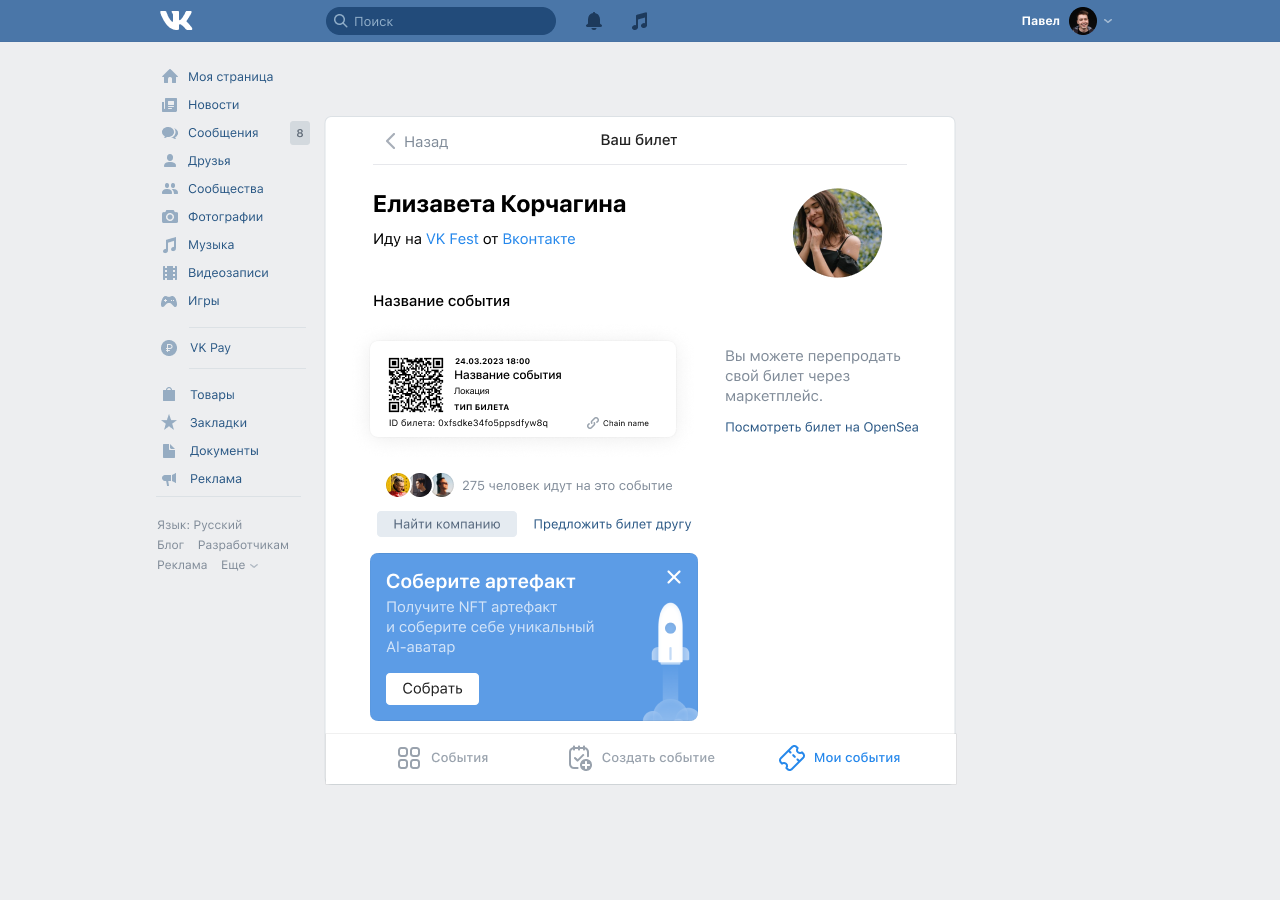 Поиск
Павел
Моя страница
Новости
Сообщения 8
Друзья
Сообщества
Фотографии
Музыка
Видеозаписи
Игры
VK Pay
Товары
Закладки
Документы
Реклама
Язык: Русский
Блог Разработчикам
Реклама Еще
Назад
Ваш билет
Елизавета Корчагина
Иду на VK Fest от Вконтакте
Название события
24.03.2023 18:00
Название события
Локация
ТИП БИЛЕТА
ID билета: 0xfsdke34fo5ppsdfyw8q
Chain name
Вы можете перепродать
свой билет через
маркетплейс.
Посмотреть билет на OpenSea
275 человек идут на это событие
Найти компанию
Предложить билет другу
Соберите артефакт
Получите NFT артефакт
и соберите себе уникальный
AI-аватар
Собрать
События
Создать событие
Мои события